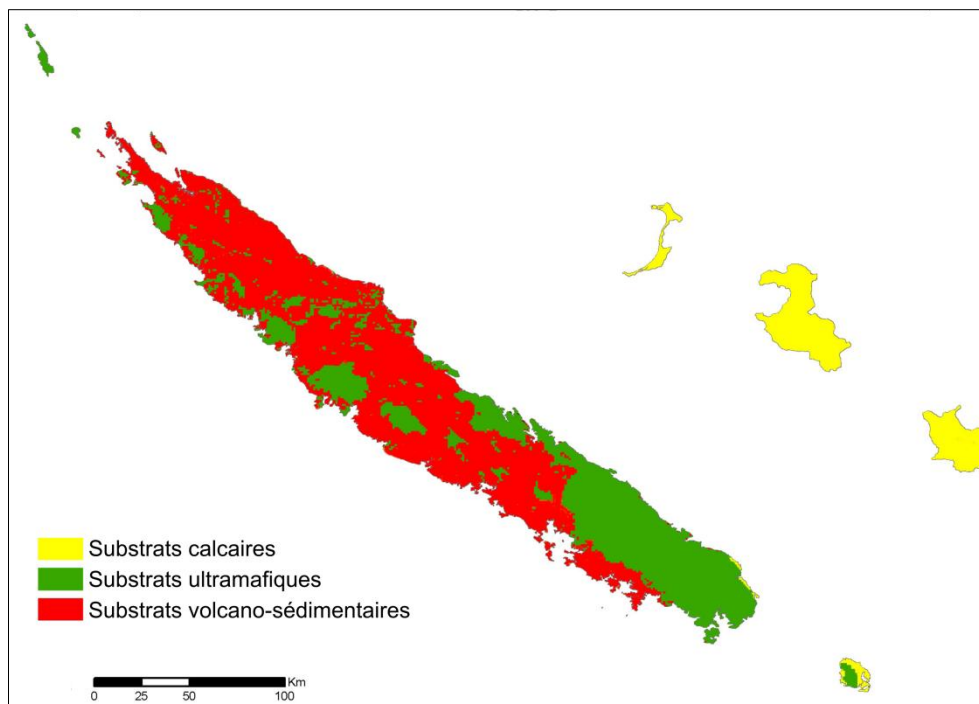 Substrats calcaires
Substrats ultramafiques
Substrats volcano-sédimentaires
Km
0 25 50 100